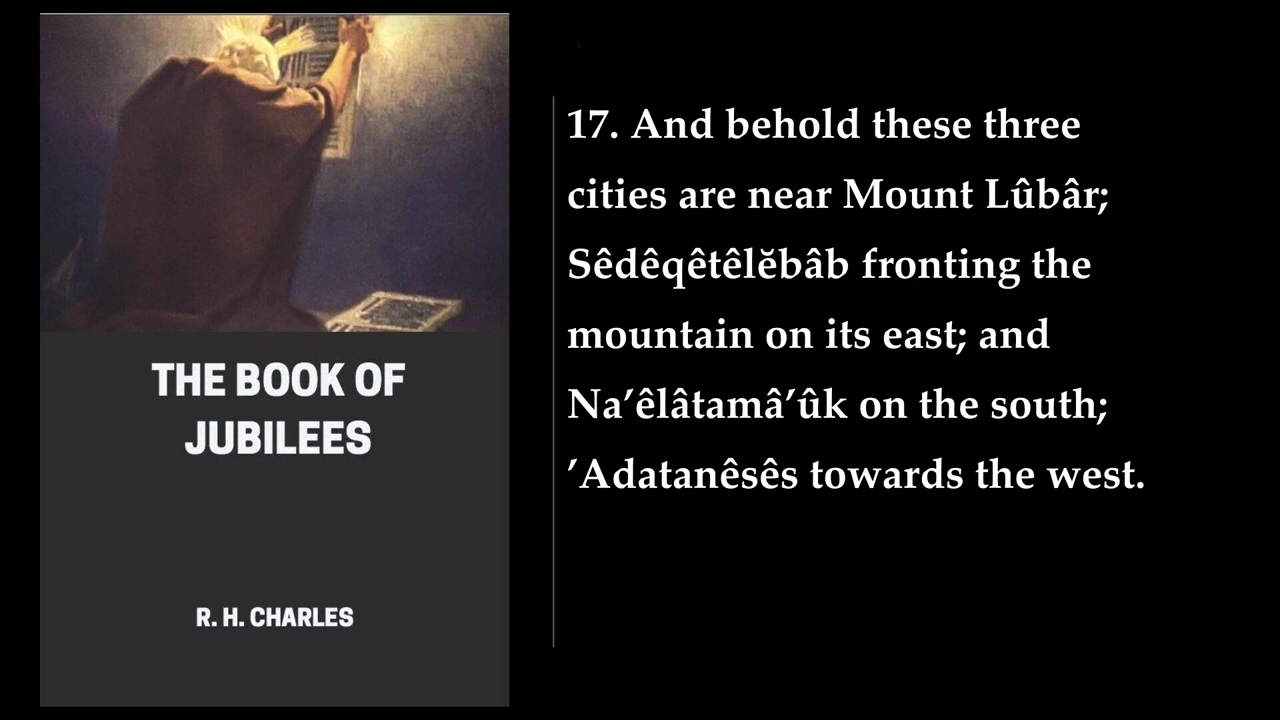 THE BOOK OF
JUBILEES
R. H. CHARLES
17. And behold these three
cities are near Mount Lûbâr;
Sêdêqêtêlĕbâb fronting the
mountain on its east; and
Na’êlâtamâ’ûk on the south;
’Adatanêsês towards the west.